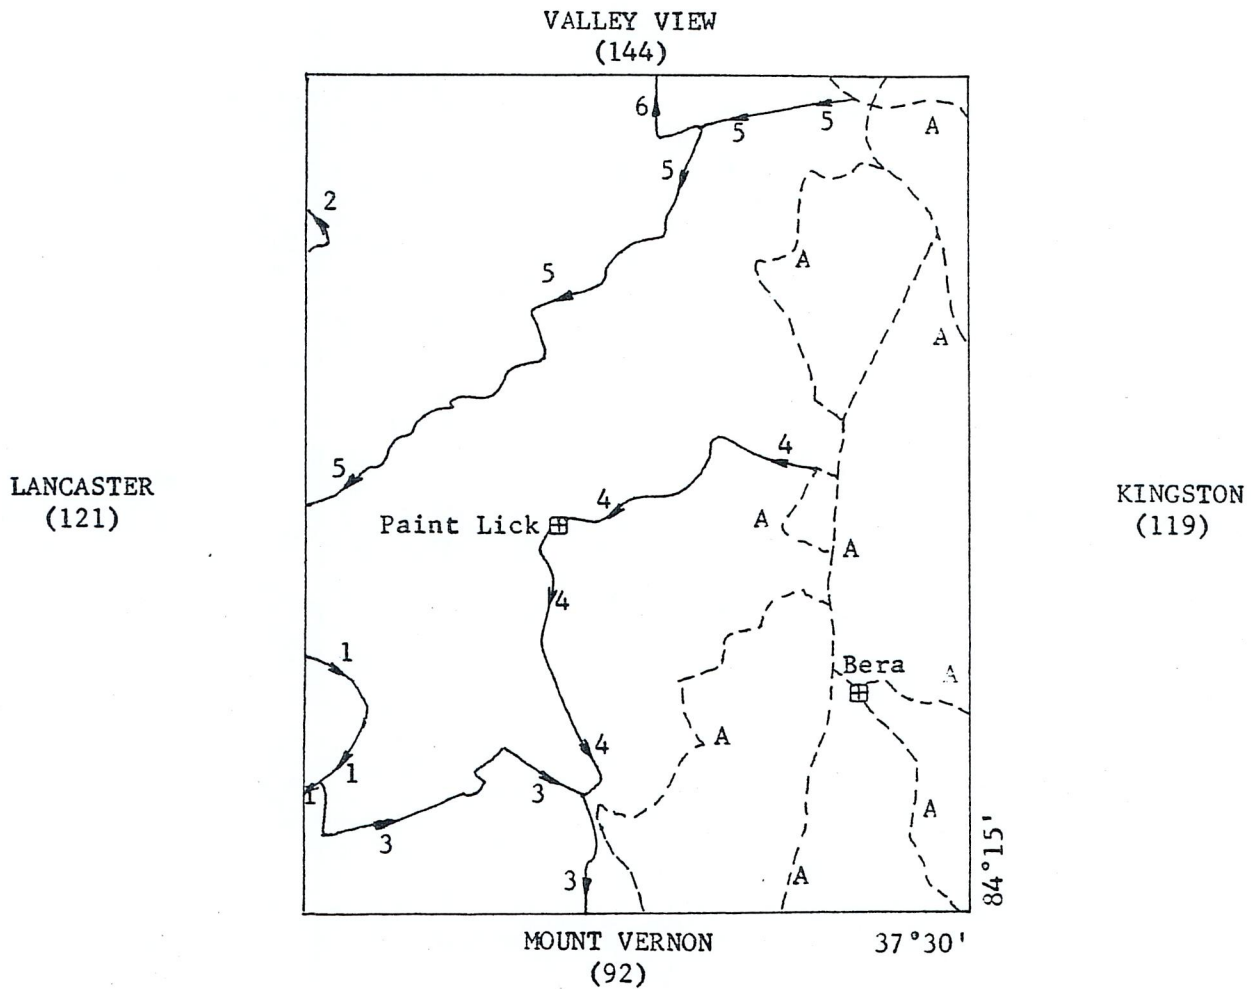 VALLEY VIEW
(144)
6
5
5
A
5
2
A
5
A
4
5
4
LANCASTER
(121)
KINGSTON
(119)
Paint Lick
A
A
4
1
Bera
A
4
A
1
1
3
3
A
3
A
84°15'
MOUNT VERNON
37°30'
(92)